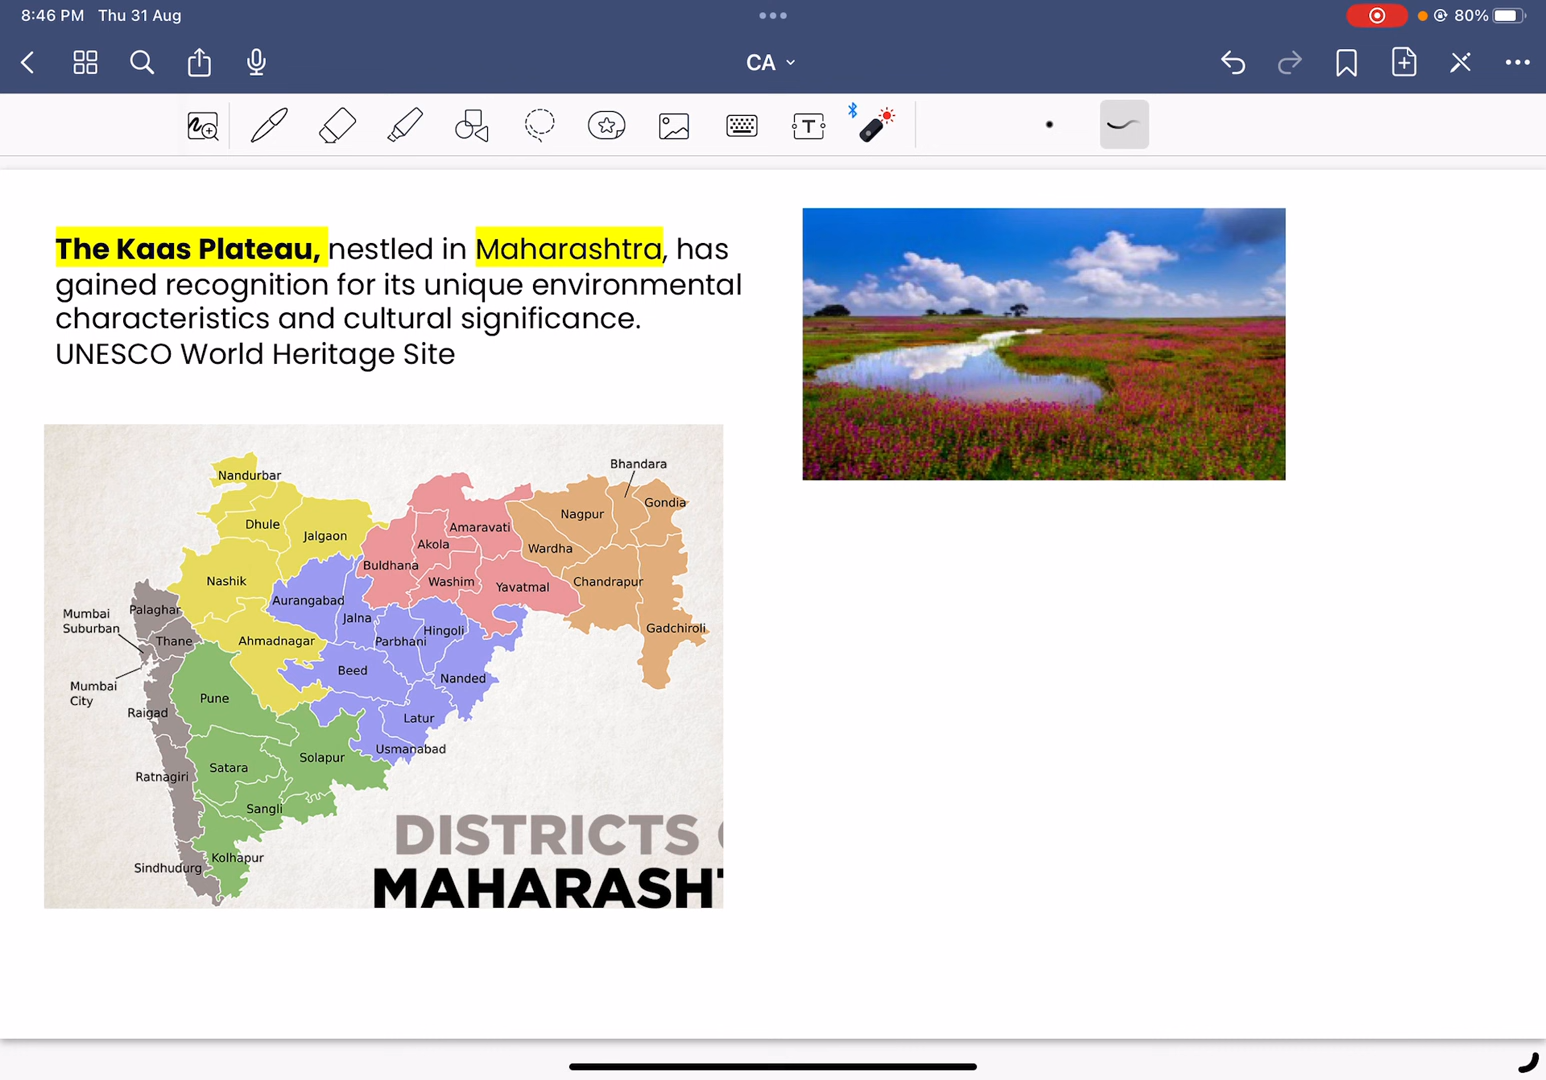 8:46 PM Thu 31 Aug
80%
CA
T
The Kaas Plateau, nestled in Maharashtra, has
gained recognition for its unique environmental
characteristics and cultural significance.
UNESCO World Heritage Site
Nandurbar
Dhule
Jalgaon
Nashik
Buldhana
Akola
Amaravati
Washim
Yavatmal
Bhandara
Gondia
Nagpur
Wardha
Chandrapur
Gadchiroli
Aurangabad
Jalna
Parbhani
Hingoli
Palaghar
Mumbai
Suburban
Thane
Ahmadnagar
Beed
Nanded
Mumbai
City
Pune
Raigad
Latur
Usmanabad
Solapur
Satara
Ratnagiri
Sangli
Kolhapur
Sindhudurg
DISTRICTS
MAHARASHT